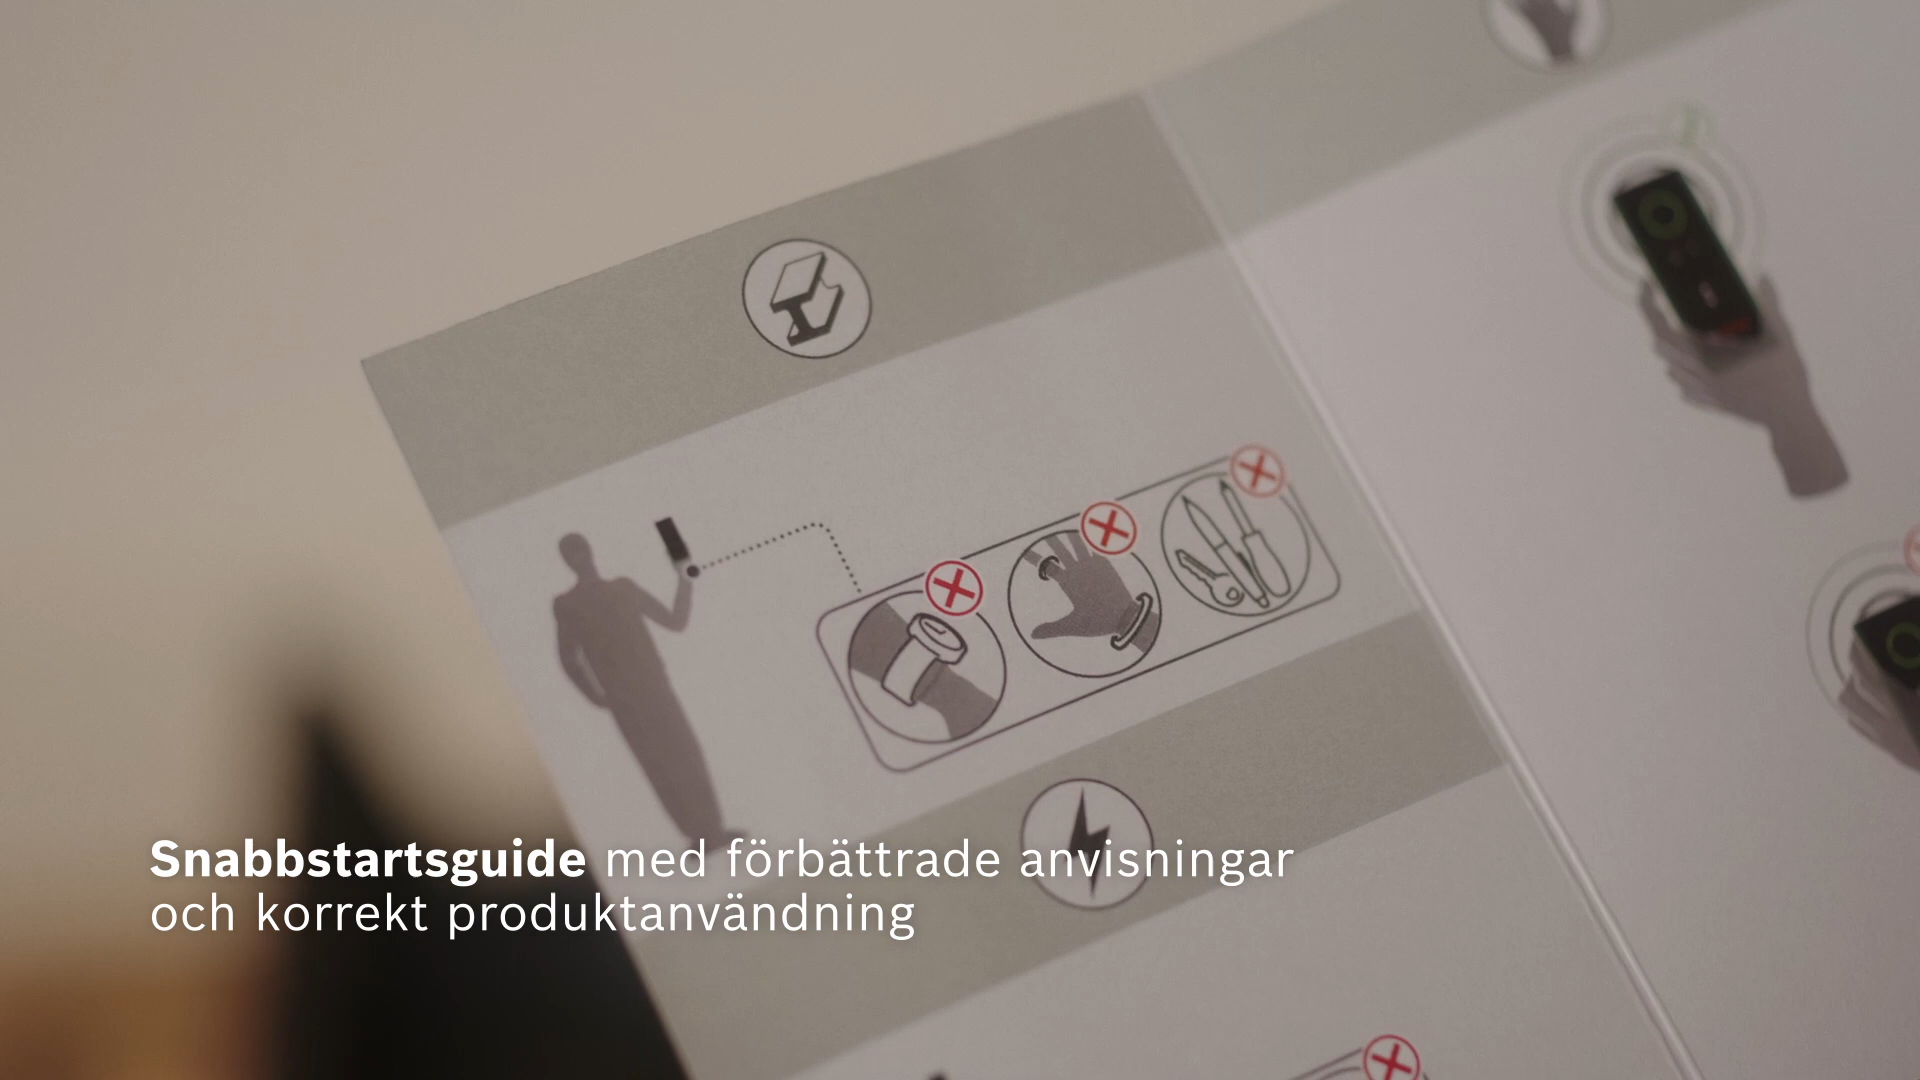 Snabbstartsguide med förbättrade anvisningar
och korrekt produktanvändning